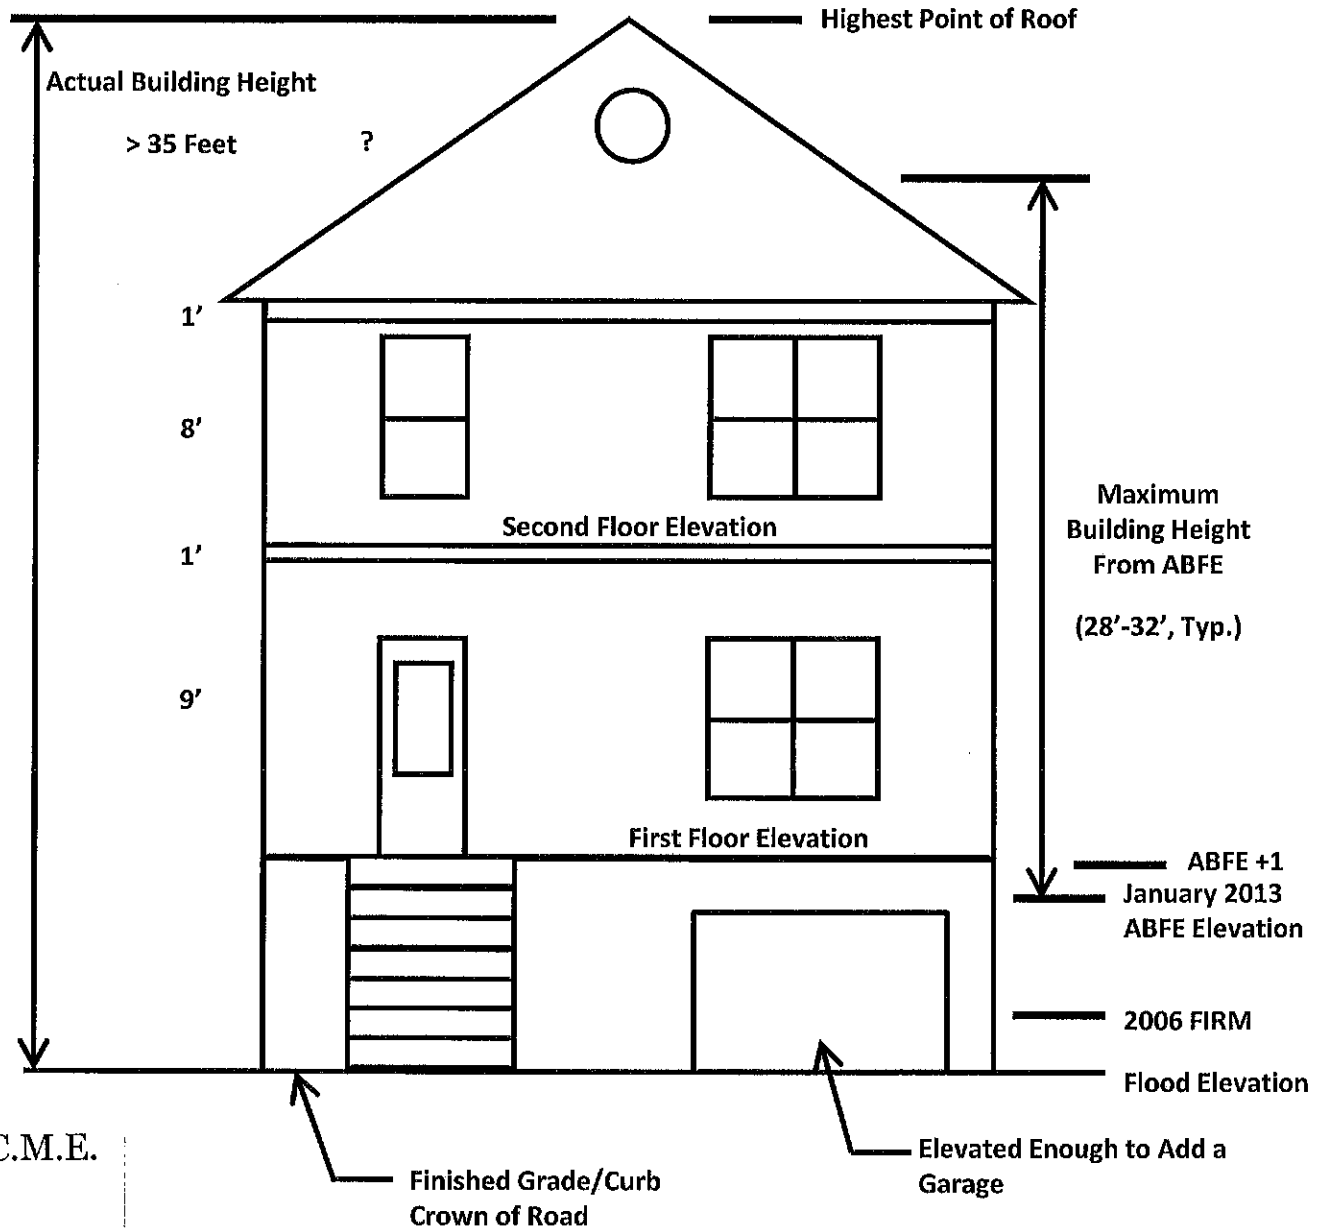 Highest Point of Roof
Actual Building Height
> 35 Feet
?
1’
8’
Second Floor Elevation
1’
Maximum
Building Height
From ABFE
(28’-32’, Typ.)
9’
First Floor Elevation
ABFE +1
January 2013
ABFE Elevation
2006 FIRM
Flood Elevation
C.M.E.
Elevated Enough to Add a
Garage
Finished Grade/Curb
Crown of Road